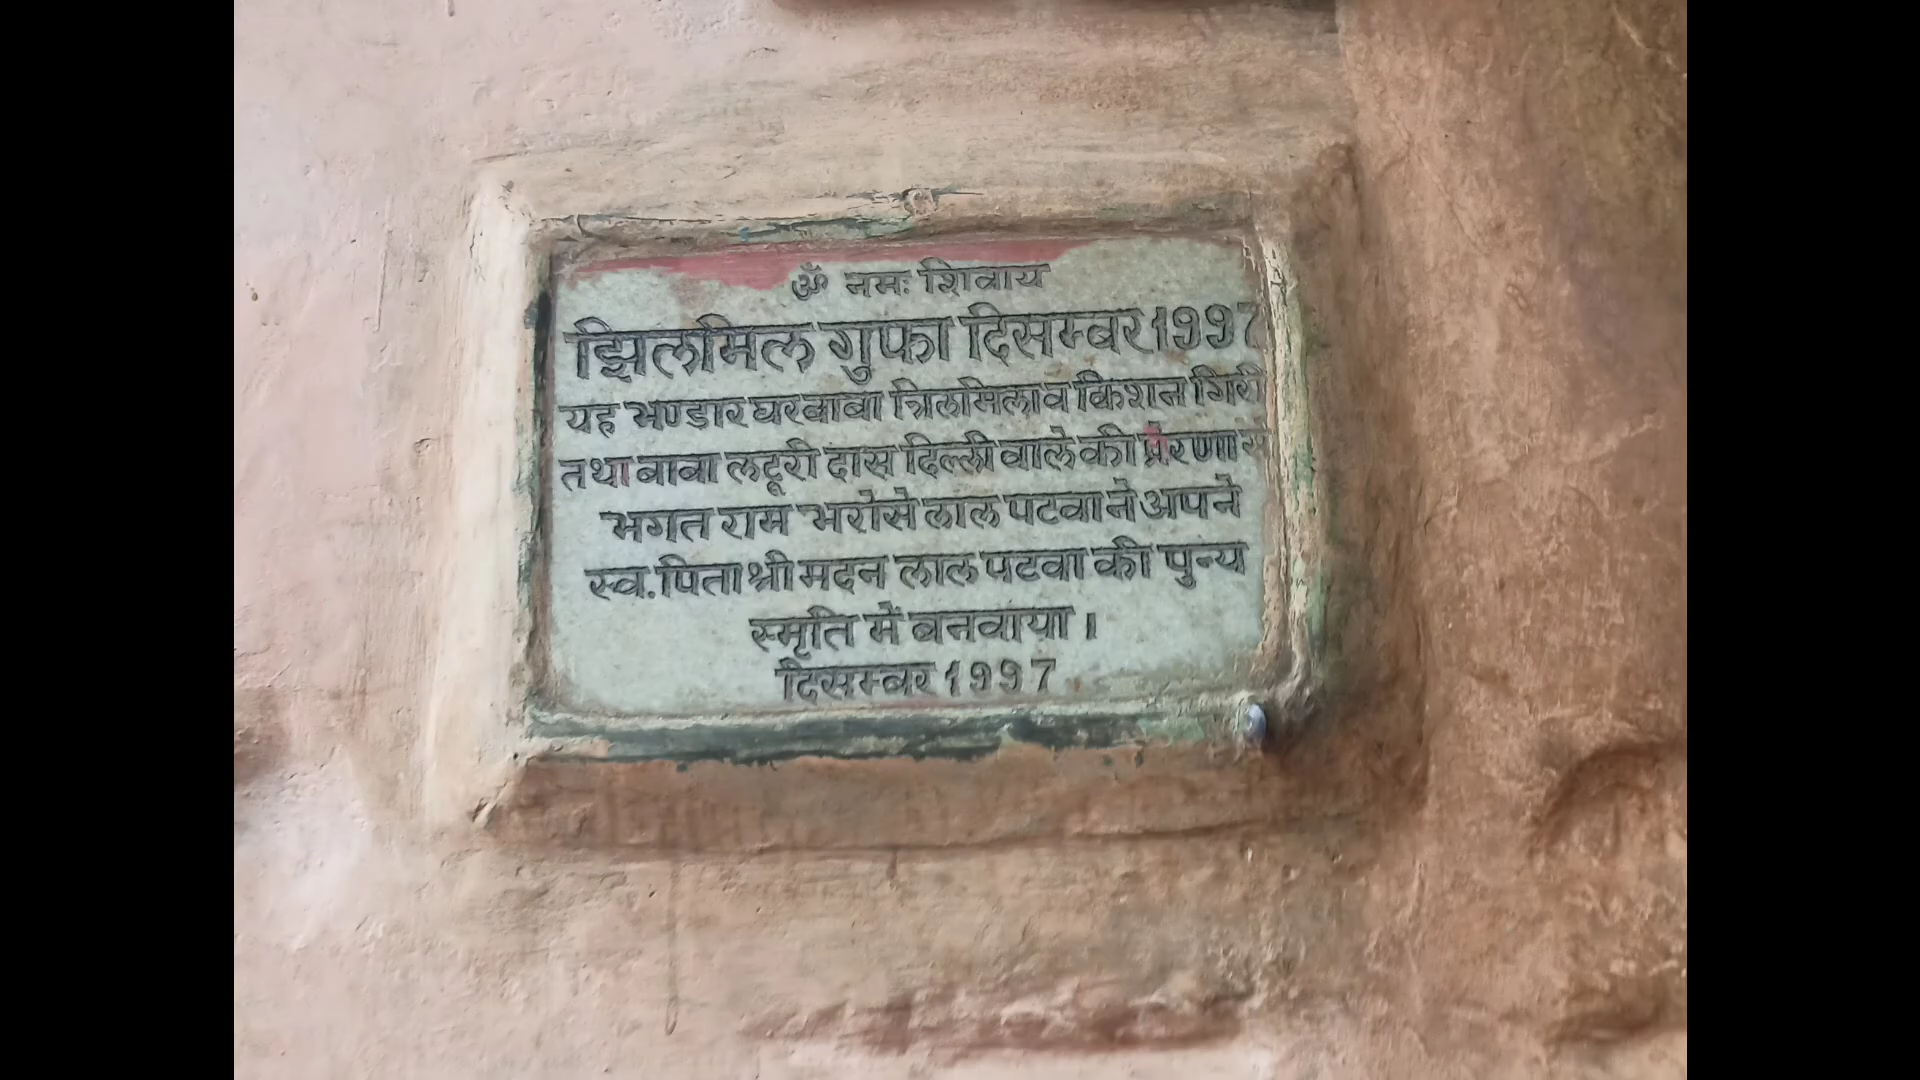 ॐ नमः शिवाय
झिलमिल गुफा दिसम्बर 1997
यह भण्डार घर बाबा त्रिलमिलाव किशन गिरी
तथा बाबा लटूरी दास दिल्ली वाले की प्रेरणा से
भगत राम भरोसे लाल पटवा ने अपने
स्व. पिता श्री मदन लाल पटवा की पुन्य
स्मृति में बनवाया ।
दिसम्बर 1997